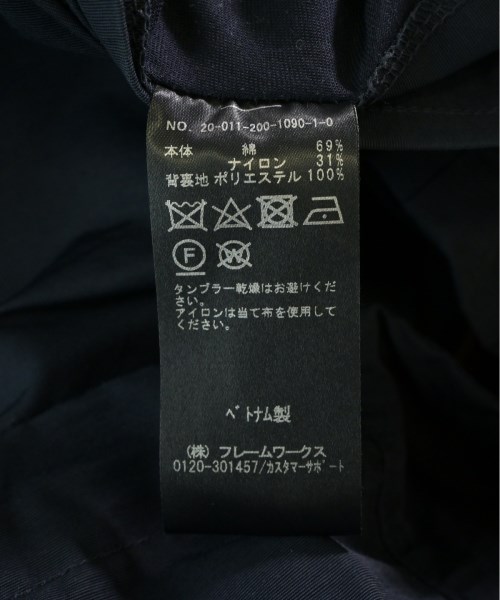 NO. 20-011-200-1090-1-0
本体 綿 69%
ナイロン 31%
背裏地 ポリエステル 100%
F W
タンブラー乾燥はお避けくだ
さい。
アイロンは当て布を使用して
ください。
ベトナム製
(株) フレームワークス
0120-301457/カスタマーサポート